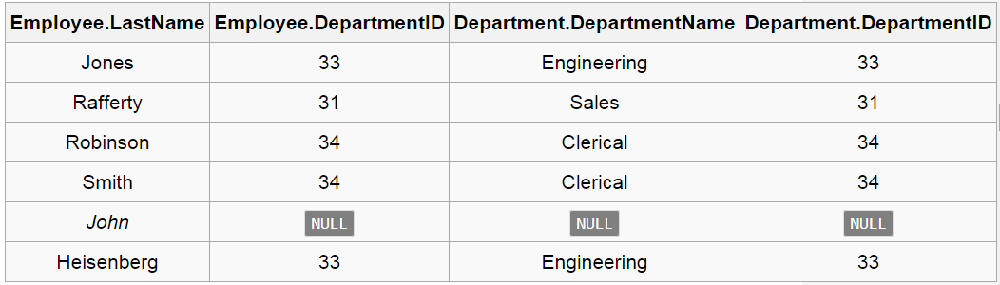 Employee.LastName Employee.DepartmentID Department.DepartmentName Department.DepartmentID
Jones 33 Engineering 33
Rafferty 31 Sales 31
Robinson 34 Clerical 34
Smith 34 Clerical 34
John NULL NULL NULL
Heisenberg 33 Engineering 33